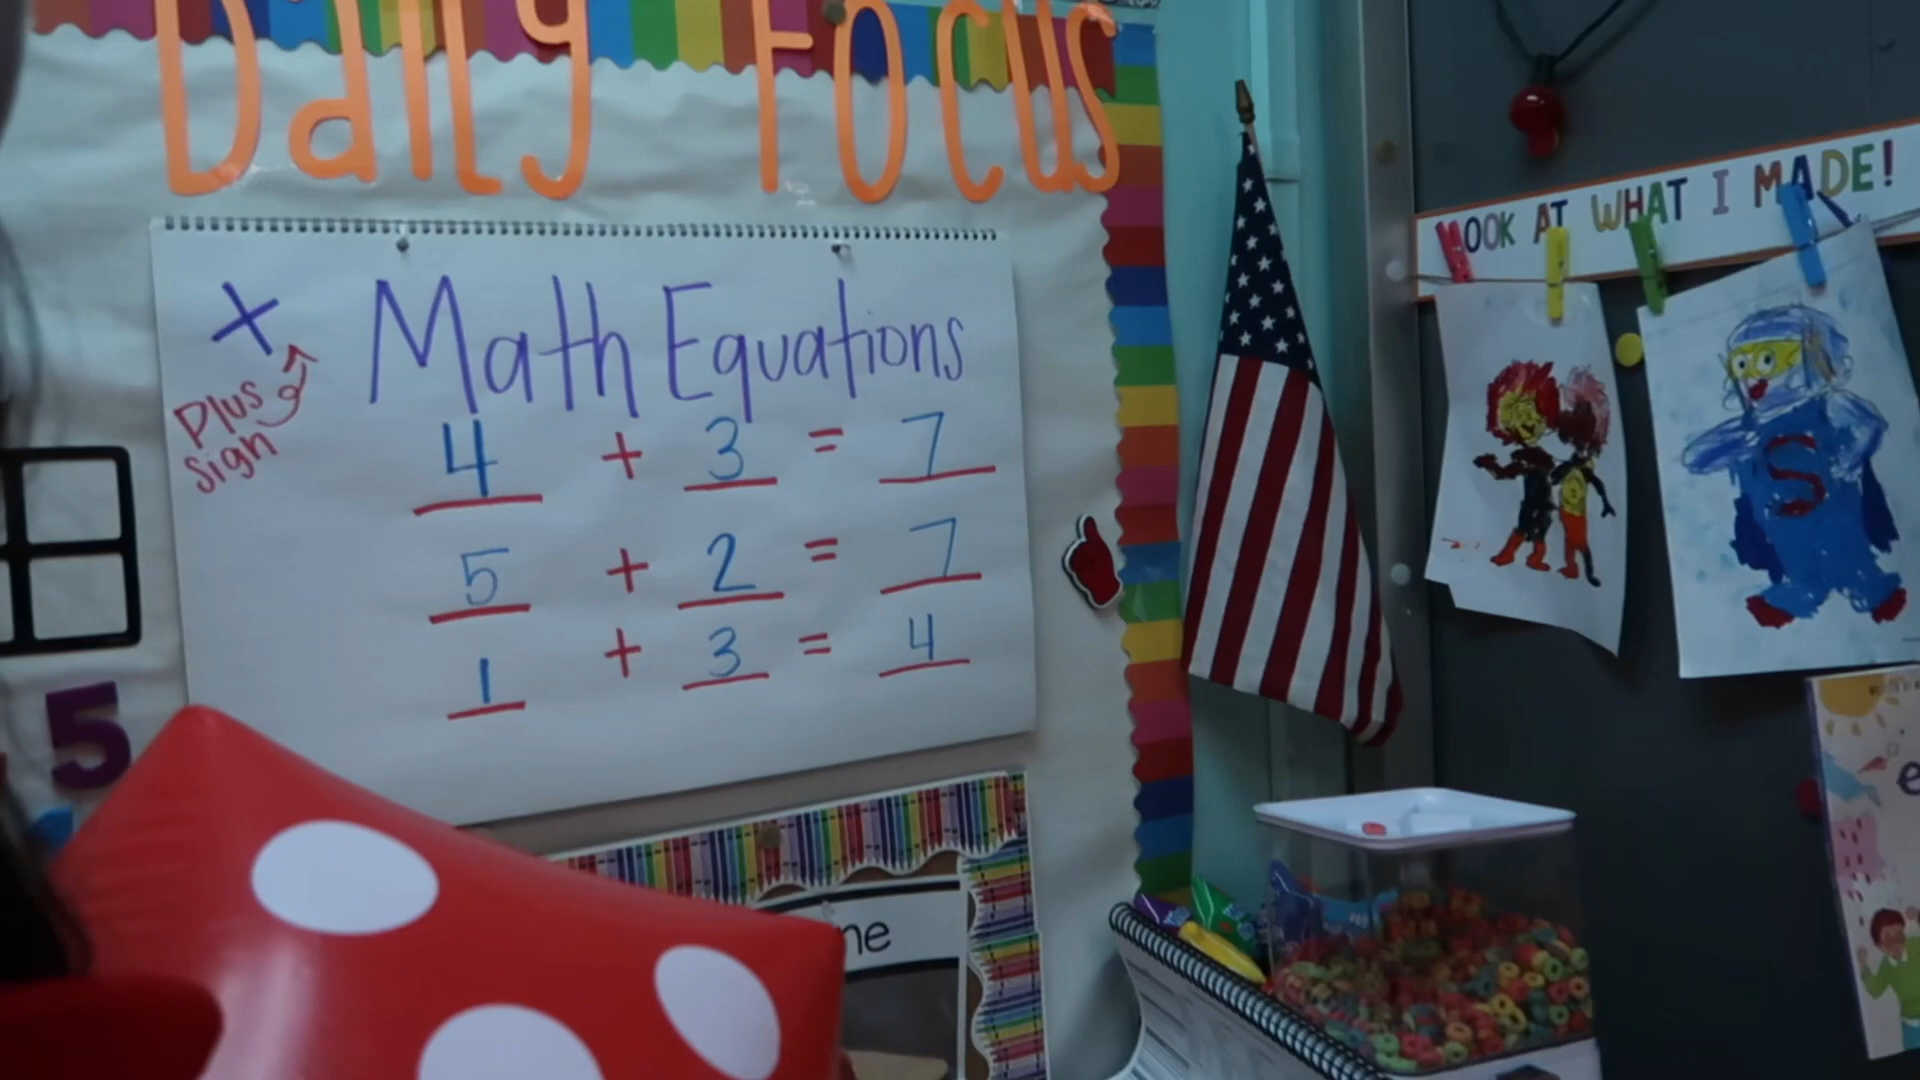 Daily Focus
LOOK AT WHAT I MADE!
+ Math Equations
Plus
Sign
4 + 3 = 7
5 + 2 = 7
1 + 3 = 4
5
S
ne
e